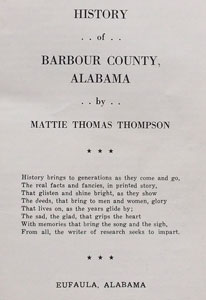 HISTORY
. . of . .
BARBOUR COUNTY,
ALABAMA
. . by . .
MATTIE THOMAS THOMPSON
* * *
History brings to generations as they come and go,
The real facts and fancies, in printed story,
That glisten and shine bright, as they show
The deeds, that bring to men and women, glory
That lives on, as the years glide by;
The sad, the glad, that grips the heart
With memories that bring the song and the sigh,
From all, the writer of research seeks to impart.
* * *
EUFAULA, ALABAMA